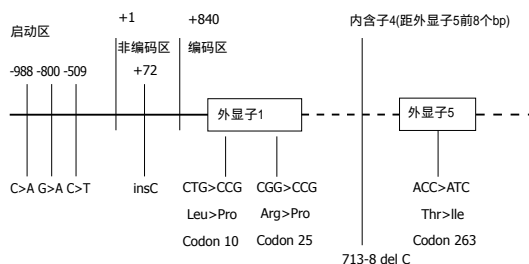 启动区
+1
+840
内含子4(距外显子5前8个bp)
非编码区
编码区
-988 -800 -509
+72
外显子1
外显子5
C>A G>A C>T
insC
CTG>CCG
CGG>CCG
ACC>ATC
Leu>Pro
Arg>Pro
Thr>Ile
Codon 10
Codon 25
Codon 263
713-8 del C